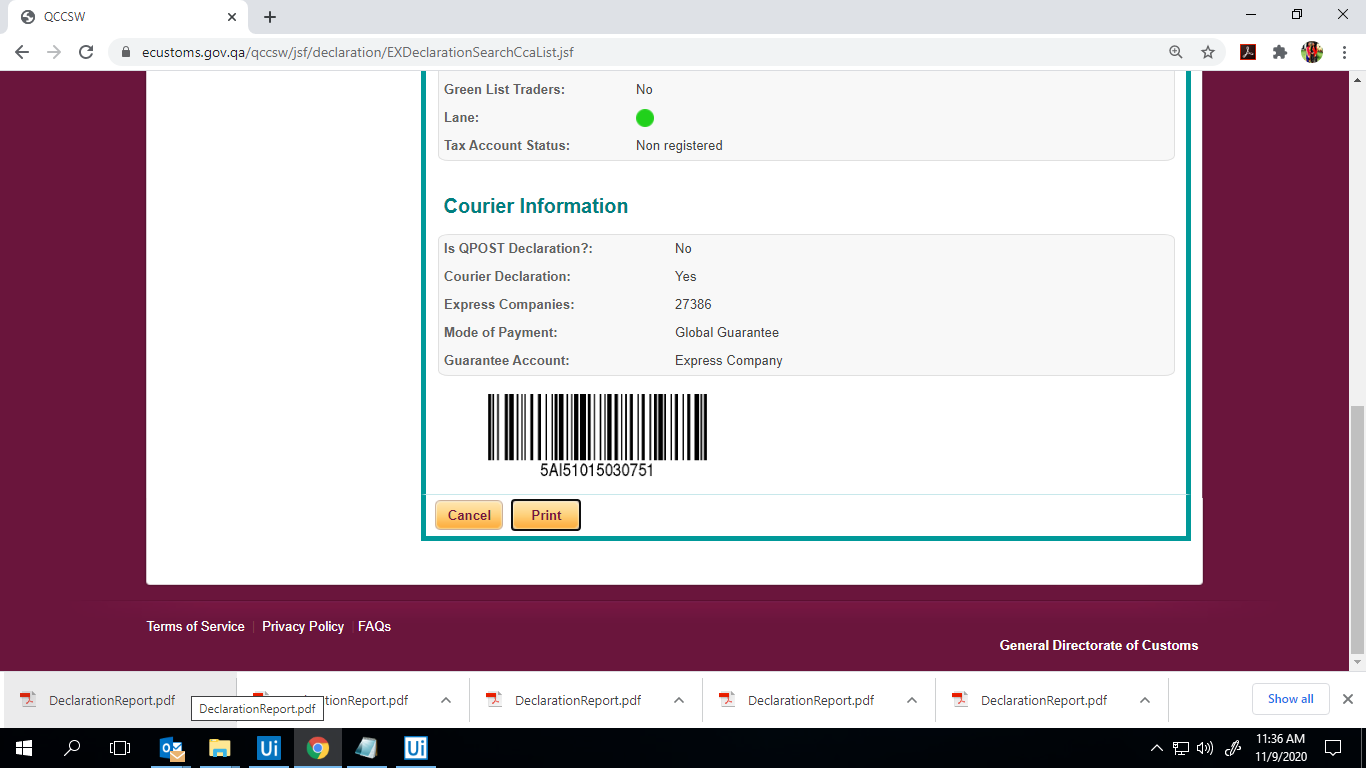 QCCSW
ecustoms.gov.qa/qccsw/jsf/declaration/EXDeclarationSearchCcaList.jsf
Green List Traders: No
Lane:
Tax Account Status: Non registered
Courier Information
Is QPOST Declaration?: No
Courier Declaration: Yes
Express Companies: 27386
Mode of Payment: Global Guarantee
Guarantee Account: Express Company
5AI51015030751
Cancel Print
Terms of Service | Privacy Policy | FAQs
General Directorate of Customs
DeclarationReport.pdf tionReport.pdf DeclarationReport.pdf DeclarationReport.pdf DeclarationReport.pdf Show all
DeclarationReport.pdf
Ui Ui
11:36 AM
11/9/2020